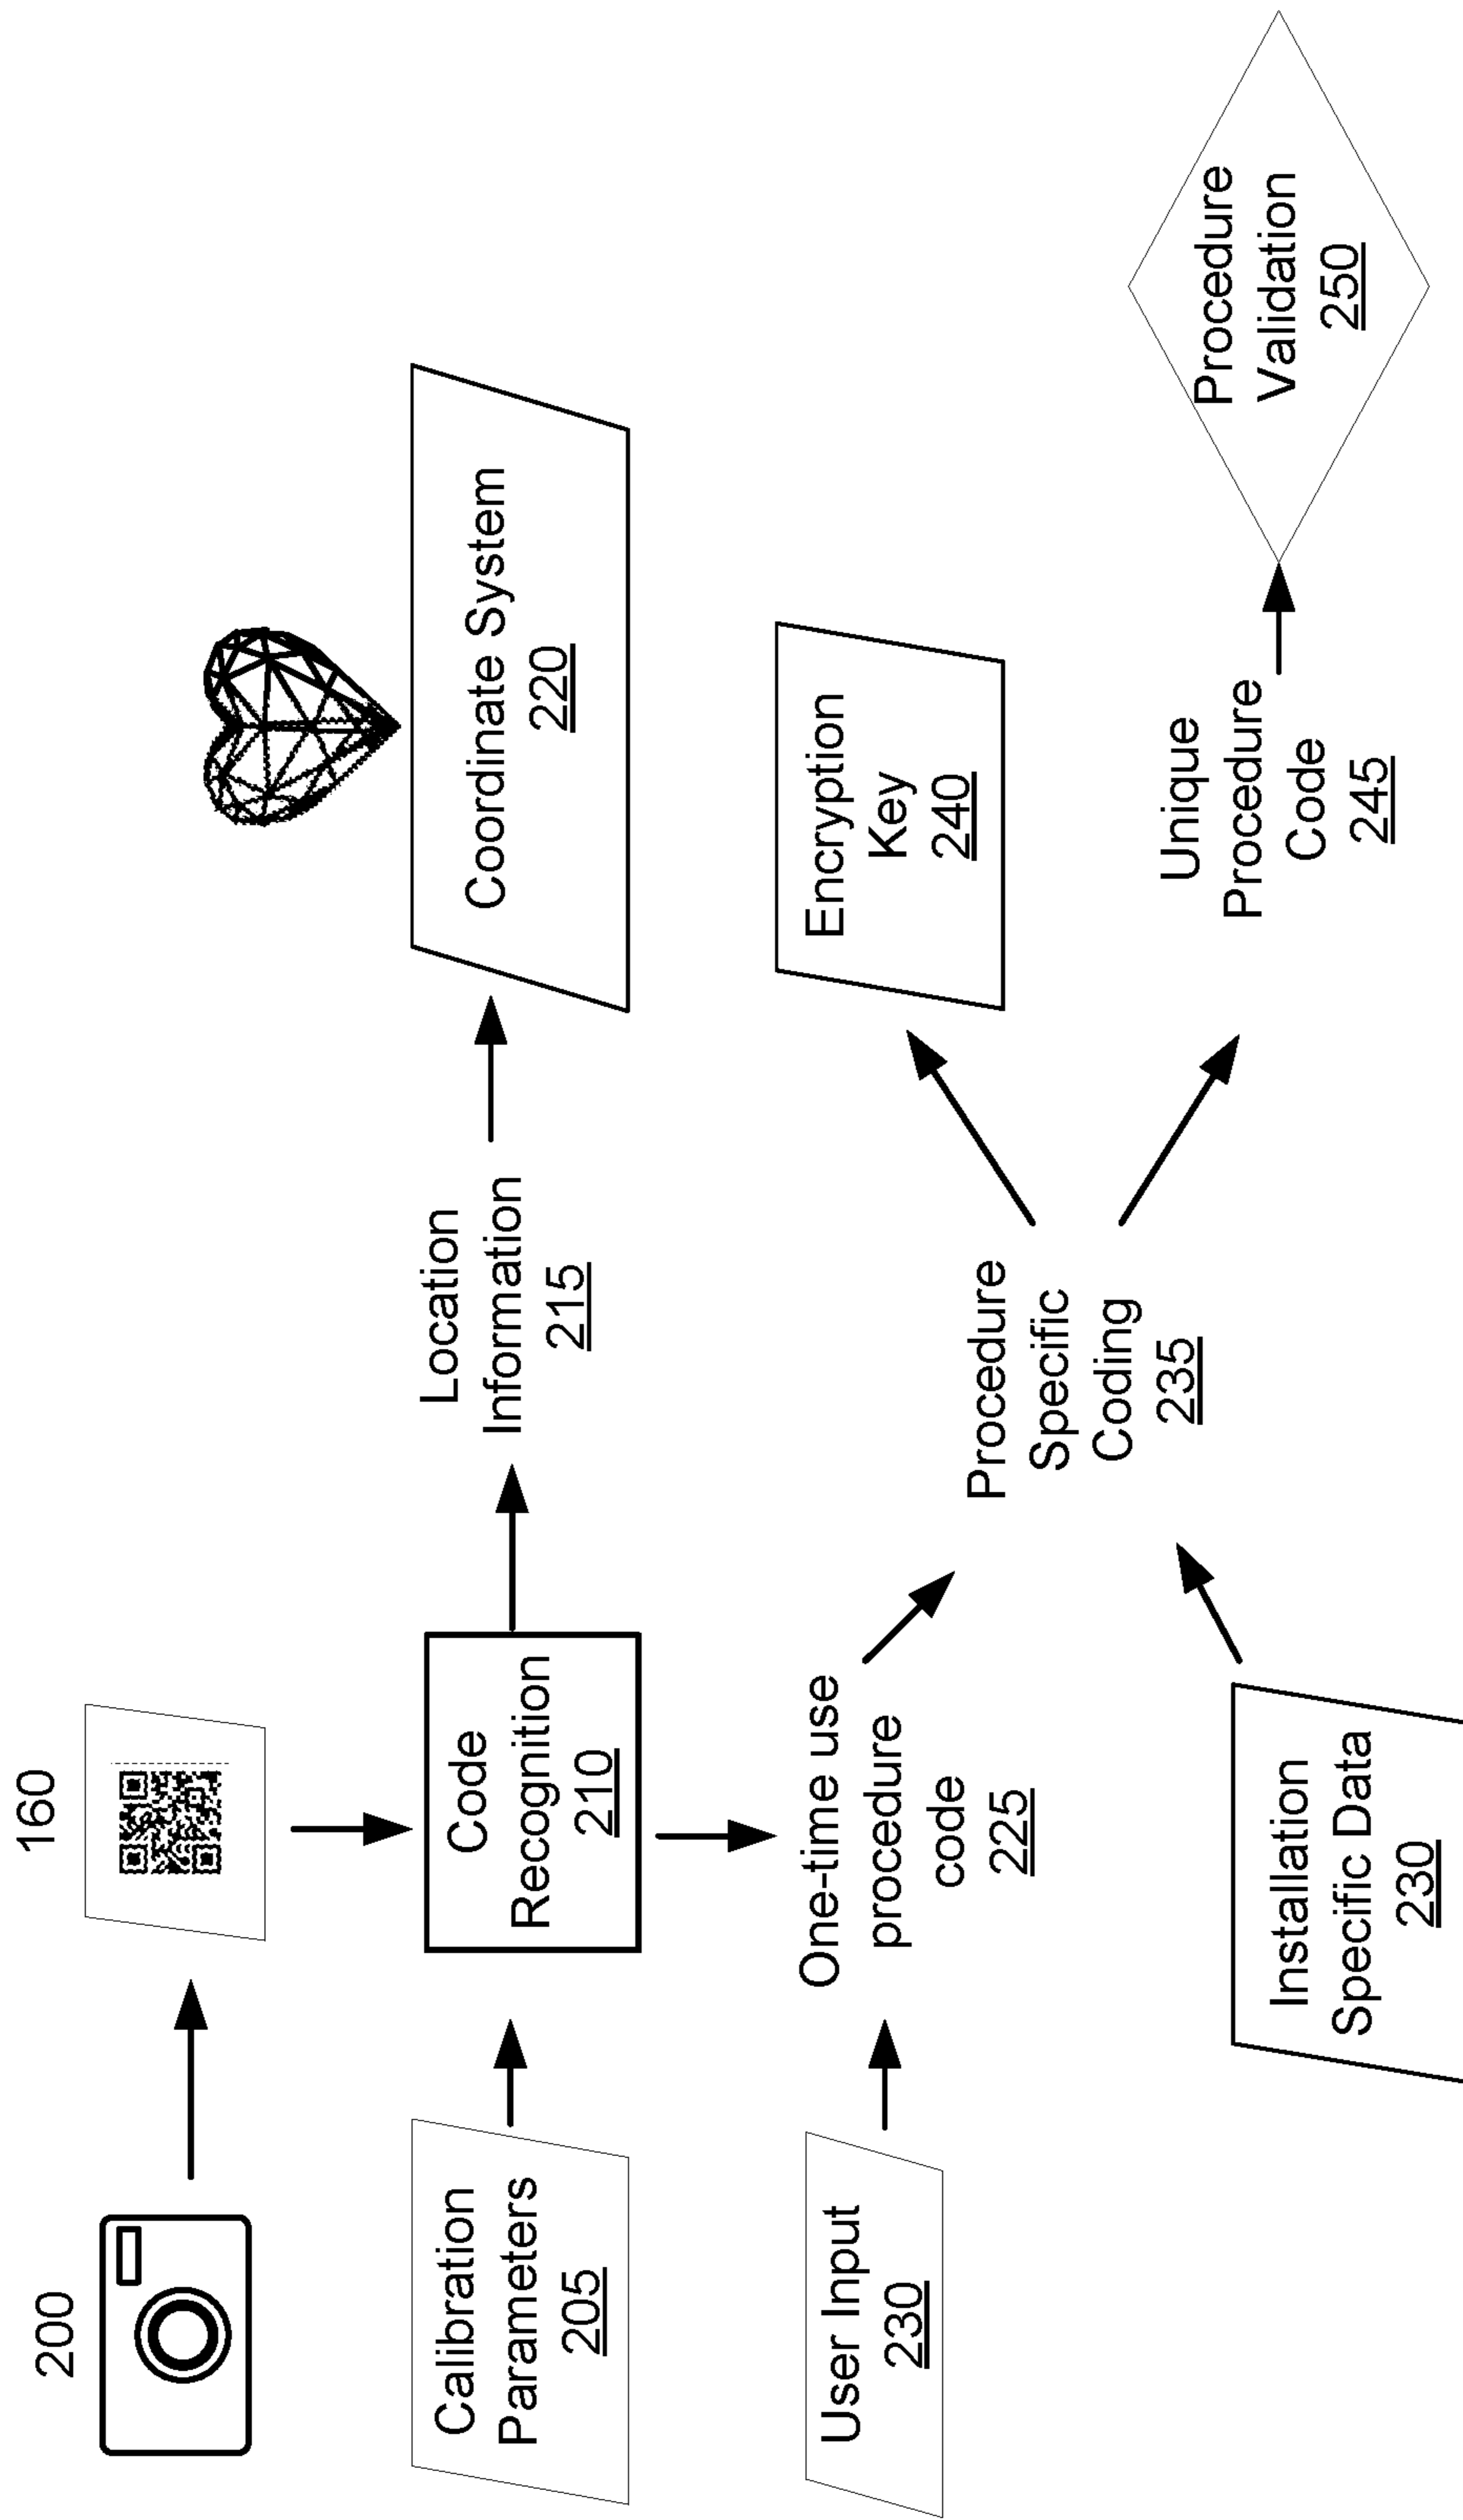 200
160
Calibration
Parameters
205
Code
Recognition
210
Location
Information
215
Coordinate System
220
User Input
230
One-time use
procedure
code
225
Installation
Specific Data
230
Procedure
Specific
Coding
235
Encryption
Key
240
Unique
Procedure
Code
245
Procedure
Validation
250